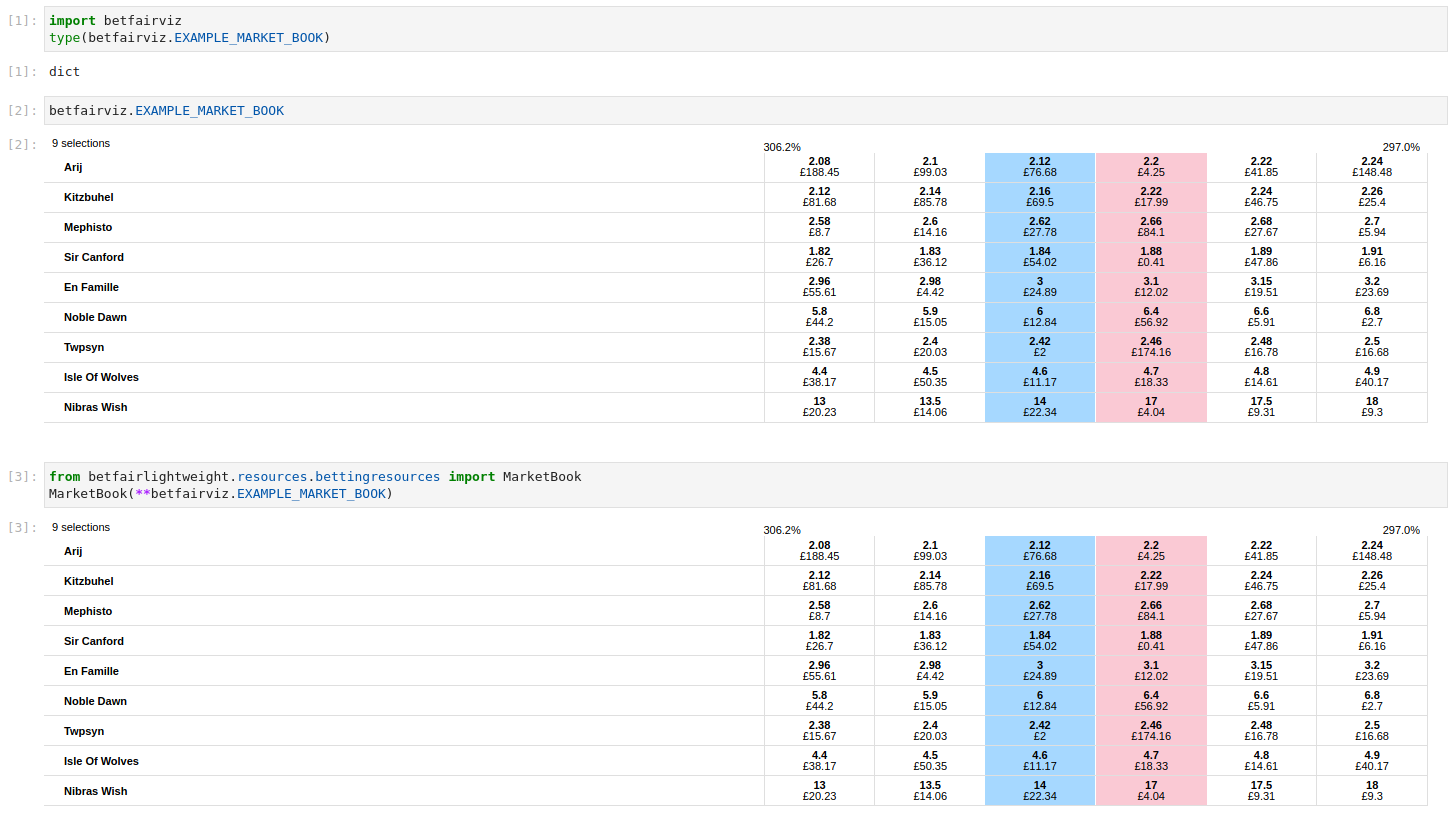 [1]: import betfairviz
type(betfairviz.EXAMPLE_MARKET_BOOK)
[1]: dict
[2]: betfairviz.EXAMPLE_MARKET_BOOK
[2]: 9 selections 306.2% 297.0%
Arij 2.08 2.1 2.12 2.2 2.22 2.24
£188.45 £99.03 £76.68 £4.25 £41.85 £148.48
Kitzbuhel 2.12 2.14 2.16 2.22 2.24 2.26
£81.68 £85.78 £69.5 £17.99 £46.75 £25.4
Mephisto 2.58 2.6 2.62 2.66 2.68 2.7
£8.7 £14.16 £27.78 £84.1 £27.67 £5.94
Sir Canford 1.82 1.83 1.84 1.88 1.89 1.91
£26.7 £36.12 £54.02 £0.41 £47.86 £6.16
En Famille 2.96 2.98 3 3.1 3.15 3.2
£55.61 £4.42 £24.89 £12.02 £19.51 £23.69
Noble Dawn 5.8 5.9 6 6.4 6.6 6.8
£44.2 £15.05 £12.84 £56.92 £5.91 £2.7
Twpsyn 2.38 2.4 2.42 2.46 2.48 2.5
£15.67 £20.03 £2 £174.16 £16.78 £16.68
Isle Of Wolves 4.4 4.5 4.6 4.7 4.8 4.9
£38.17 £50.35 £11.17 £18.33 £14.61 £40.17
Nibras Wish 13 13.5 14 17 17.5 18
£20.23 £14.06 £22.34 £4.04 £9.31 £9.3
[3]: from betfairlightweight.resources.bettingresources import MarketBook
MarketBook(**betfairviz.EXAMPLE_MARKET_BOOK)
[3]: 9 selections 306.2% 297.0%
Arij 2.08 2.1 2.12 2.2 2.22 2.24
£188.45 £99.03 £76.68 £4.25 £41.85 £148.48
Kitzbuhel 2.12 2.14 2.16 2.22 2.24 2.26
£81.68 £85.78 £69.5 £17.99 £46.75 £25.4
Mephisto 2.58 2.6 2.62 2.66 2.68 2.7
£8.7 £14.16 £27.78 £84.1 £27.67 £5.94
Sir Canford 1.82 1.83 1.84 1.88 1.89 1.91
£26.7 £36.12 £54.02 £0.41 £47.86 £6.16
En Famille 2.96 2.98 3 3.1 3.15 3.2
£55.61 £4.42 £24.89 £12.02 £19.51 £23.69
Noble Dawn 5.8 5.9 6 6.4 6.6 6.8
£44.2 £15.05 £12.84 £56.92 £5.91 £2.7
Twpsyn 2.38 2.4 2.42 2.46 2.48 2.5
£15.67 £20.03 £2 £174.16 £16.78 £16.68
Isle Of Wolves 4.4 4.5 4.6 4.7 4.8 4.9
£38.17 £50.35 £11.17 £18.33 £14.61 £40.17
Nibras Wish 13 13.5 14 17 17.5 18
£20.23 £14.06 £22.34 £4.04 £9.31 £9.3